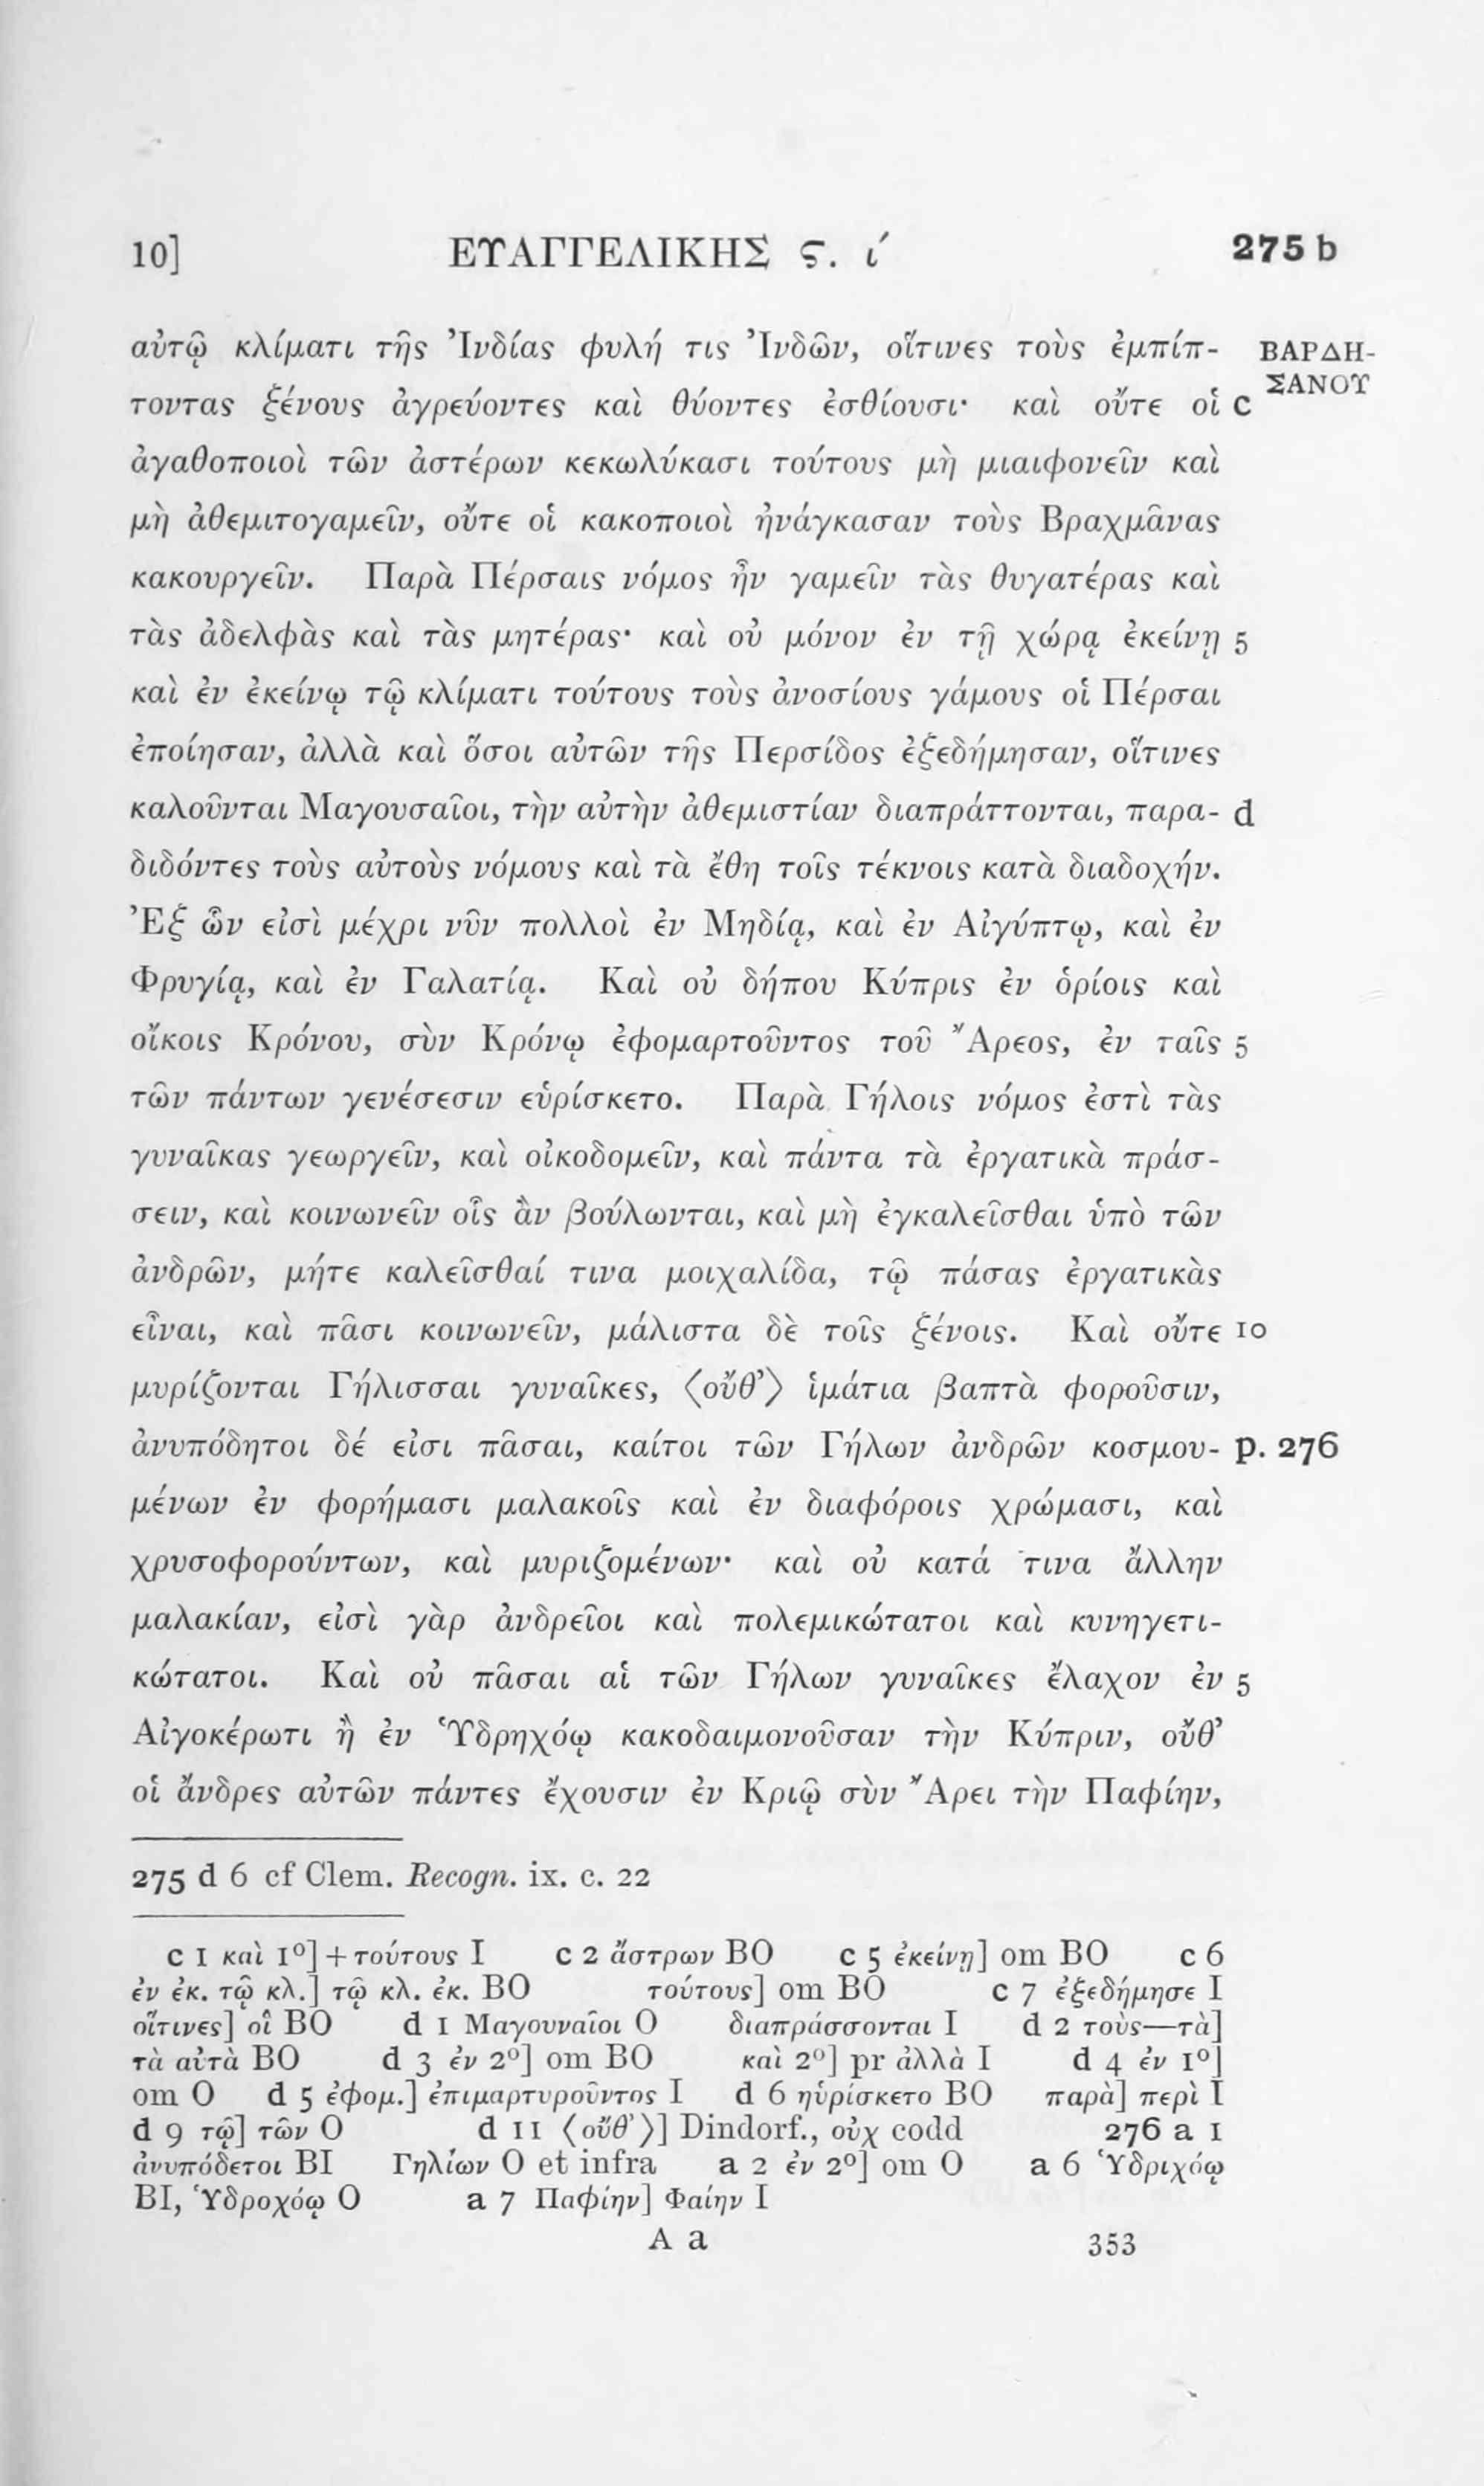 10] ΕΥΑΓΓΕΛΙΚΗΣ ϛ. ι´ 275 b
αὐτῷ κλίματι τῆς Ἰνδίας φυλή τις Ἰνδῶν, οἵτινες τοὺς ἐμπίπ- ΒΑΡΔΗ-
ΣΑΝΟΥ
τοντας ξένους ἀγρεύοντες καὶ θύοντες ἐσθίουσι· καὶ οὔτε οἱ c
ἀγαθοποιοὶ τῶν ἀστέρων κεκωλύκασι τούτους μὴ μιαιφονεῖν καὶ
μὴ ἀθεμιτογαμεῖν, οὔτε οἱ κακοποιοὶ ἠνάγκασαν τοὺς Βραχμᾶνας
κακουργεῖν. Παρὰ Πέρσαις νόμος ἦν γαμεῖν τὰς θυγατέρας καὶ
τὰς ἀδελφὰς καὶ τὰς μητέρας· καὶ οὐ μόνον ἐν τῇ χώρᾳ ἐκείνῃ 5
καὶ ἐν ἐκείνῳ τῷ κλίματι τούτους τοὺς ἀνοσίους γάμους οἱ Πέρσαι
ἐποίησαν, ἀλλὰ καὶ ὅσοι αὐτῶν τῆς Περσίδος ἐξεδήμησαν, οἵτινες
καλοῦνται Μαγουσαῖοι, τὴν αὐτὴν ἀθεμιστίαν διαπράττονται, παρα- d
διδόντες τοὺς αὐτοὺς νόμους καὶ τὰ ἔθη τοῖς τέκνοις κατὰ διαδοχήν.
Ἐξ ὧν εἰσὶ μέχρι νῦν πολλοὶ ἐν Μηδίᾳ, καὶ ἐν Αἰγύπτῳ, καὶ ἐν
Φρυγίᾳ, καὶ ἐν Γαλατίᾳ. Καὶ οὐ δήπου Κύπρις ἐν ὁρίοις καὶ
οἴκοις Κρόνου, σὺν Κρόνῳ ἐφομαρτοῦντος τοῦ Ἄρεος, ἐν ταῖς 5
τῶν πάντων γενέσεσιν εὑρίσκετο. Παρὰ Γήλοις νόμος ἐστὶ τὰς
γυναῖκας γεωργεῖν, καὶ οἰκοδομεῖν, καὶ πάντα τὰ ἐργατικὰ πράσ-
σειν, καὶ κοινωνεῖν οἷς ἂν βούλωνται, καὶ μὴ ἐγκαλεῖσθαι ὑπὸ τῶν
ἀνδρῶν, μήτε καλεῖσθαί τινα μοιχαλίδα, τῷ πάσας ἐργατικὰς
εἶναι, καὶ πᾶσι κοινωνεῖν, μάλιστα δὲ τοῖς ξένοις. Καὶ οὔτε 10
μυρίζονται Γήλισσαι γυναῖκες, ⟨οὔθ’⟩ ἱμάτια βαπτὰ φοροῦσιν,
ἀνυπόδητοι δέ εἰσι πᾶσαι, καίτοι τῶν Γήλων ἀνδρῶν κοσμου- p. 276
μένων ἐν φορήμασι μαλακοῖς καὶ ἐν διαφόροις χρώμασι, καὶ
χρυσοφορούντων, καὶ μυριζομένων· καὶ οὐ κατά τινα ἄλλην
μαλακίαν, εἰσὶ γὰρ ἀνδρεῖοι καὶ πολεμικώτατοι καὶ κυνηγετι-
κώτατοι. Καὶ οὐ πᾶσαι αἱ τῶν Γήλων γυναῖκες ἔλαχον ἐν 5
Αἰγοκέρωτι ἢ ἐν Ὑδρηχόῳ κακοδαιμονοῦσαν τὴν Κύπριν, οὔθ’
οἱ ἄνδρες αὐτῶν πάντες ἔχουσιν ἐν Κριῷ σὺν Ἄρει τὴν Παφίην,
275 d 6 cf Clem. Recogn. ix. c. 22
c 1 καὶ 1°] + τούτους I c 2 ἄστρων BO c 5 ἐκείνῃ] om BO c 6
ἐν ἐκ. τῷ κλ.] τῷ κλ. ἐκ. BO τούτους] om BO c 7 ἐξεδήμησε I
οἵτινες] οἳ BO d 1 Μαγουναῖοι O διαπράσσονται I d 2 τοὺς—τὰ]
τὰ αὐτὰ BO d 3 ἐν 2°] om BO καὶ 2°] pr ἀλλὰ I d 4 ἐν 1°]
om O d 5 ἐφομ.] ἐπιμαρτυροῦντος I d 6 ηὑρίσκετο BO παρὰ] περὶ I
d 9 τῷ] τῶν O d 11 ⟨οὔθ’⟩] Dindorf., οὐχ codd 276 a 1
ἀνυπόδετοι BI Γηλίων O et infra a 2 ἐν 2°] om O a 6 Ὑδριχόῳ
BI, Ὑδροχόῳ O a 7 Παφίην] Φαίην I
A a 353